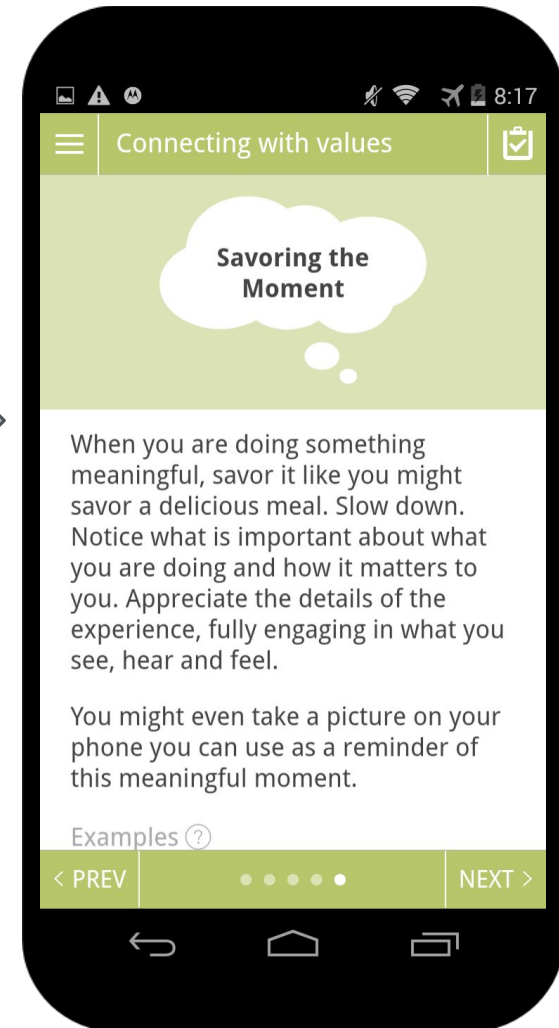 8:17
Connecting with values
Savoring the
Moment
When you are doing something
meaningful, savor it like you might
savor a delicious meal. Slow down.
Notice what is important about what
you are doing and how it matters to
you. Appreciate the details of the
experience, fully engaging in what you
see, hear and feel.
You might even take a picture on your
phone you can use as a reminder of
this meaningful moment.
Examples ?
< PREV
NEXT >